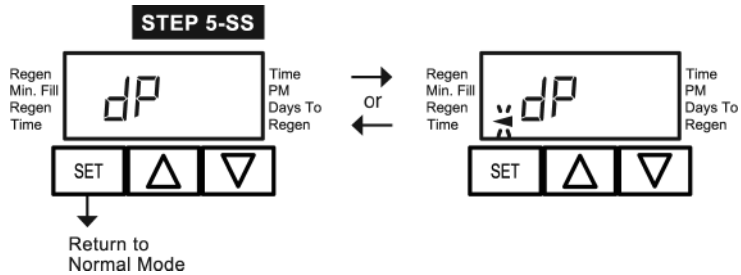 STEP 5-SS
Regen
Min. Fill
Regen
Time
dP
Time
PM
Days To
Regen
SET
Return to
Normal Mode
or
Regen
Min. Fill
Regen
Time
dP
Time
PM
Days To
Regen
SET